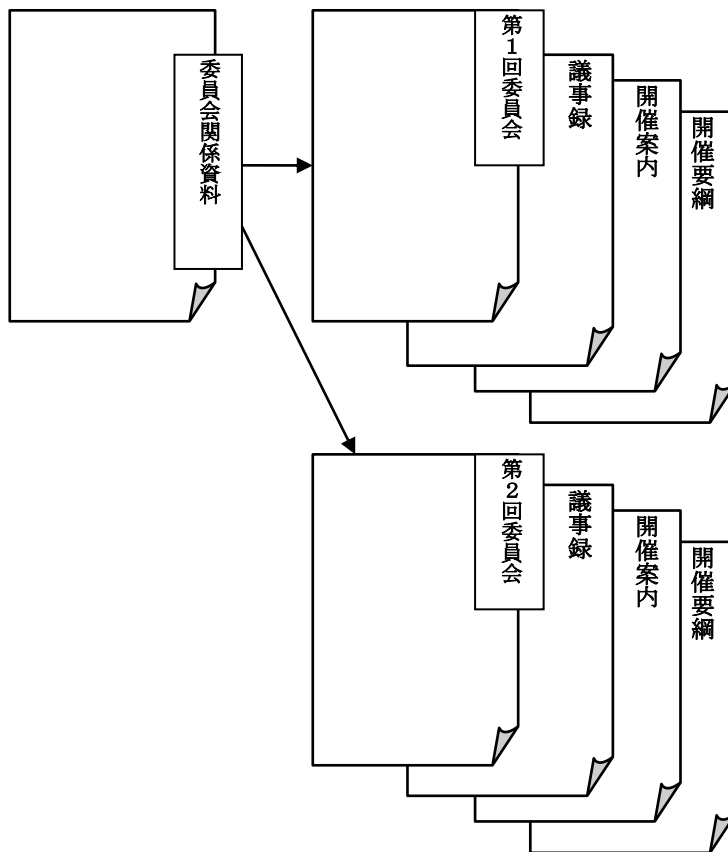 委員会関係資料
第１回委員会
議事録
開催案内
開催要綱
第２回委員会
議事録
開催案内
開催要綱